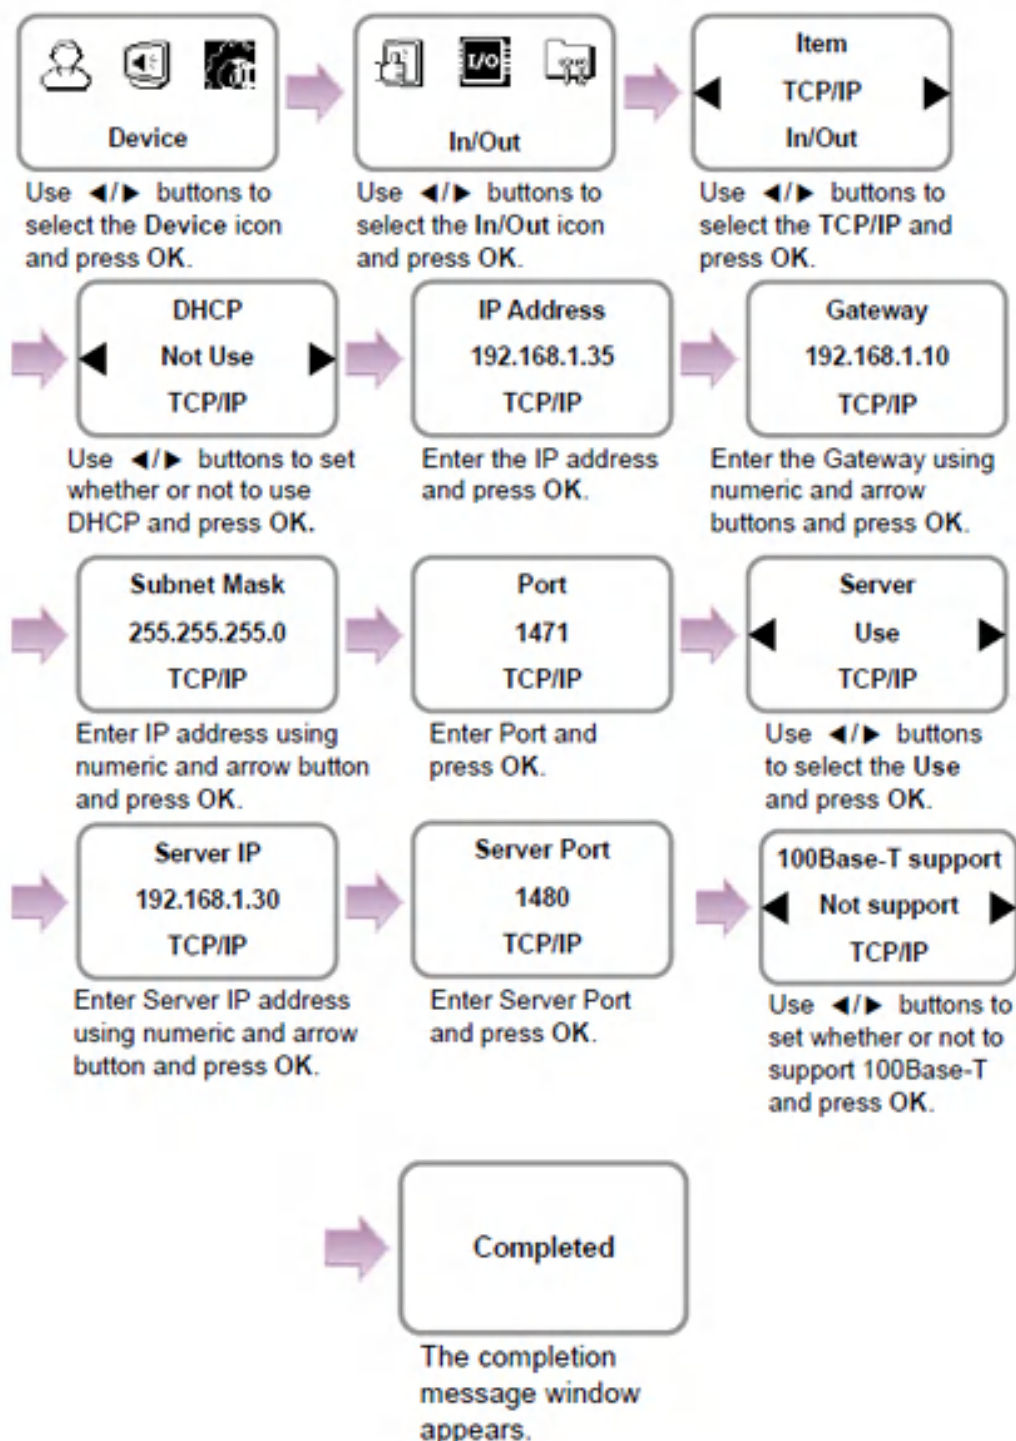 I/O
Device
In/Out
Item
TCP/IP
In/Out
Use ◀/▶ buttons to
select the Device icon
and press OK.
Use ◀/▶ buttons to
select the In/Out icon
and press OK.
Use ◀/▶ buttons to
select the TCP/IP and
press OK.
DHCP
Not Use
TCP/IP
IP Address
192.168.1.35
TCP/IP
Gateway
192.168.1.10
TCP/IP
Use ◀/▶ buttons to set
whether or not to use
DHCP and press OK.
Enter the IP address
and press OK.
Enter the Gateway using
numeric and arrow
buttons and press OK.
Subnet Mask
255.255.255.0
TCP/IP
Port
1471
TCP/IP
Server
Use
TCP/IP
Enter IP address using
numeric and arrow button
and press OK.
Enter Port and
press OK.
Use ◀/▶ buttons
to select the Use
and press OK.
Server IP
192.168.1.30
TCP/IP
Server Port
1480
TCP/IP
100Base-T support
Not support
TCP/IP
Enter Server IP address
using numeric and arrow
button and press OK.
Enter Server Port
and press OK.
Use ◀/▶ buttons to
set whether or not to
support 100Base-T
and press OK.
Completed
The completion
message window
appears.